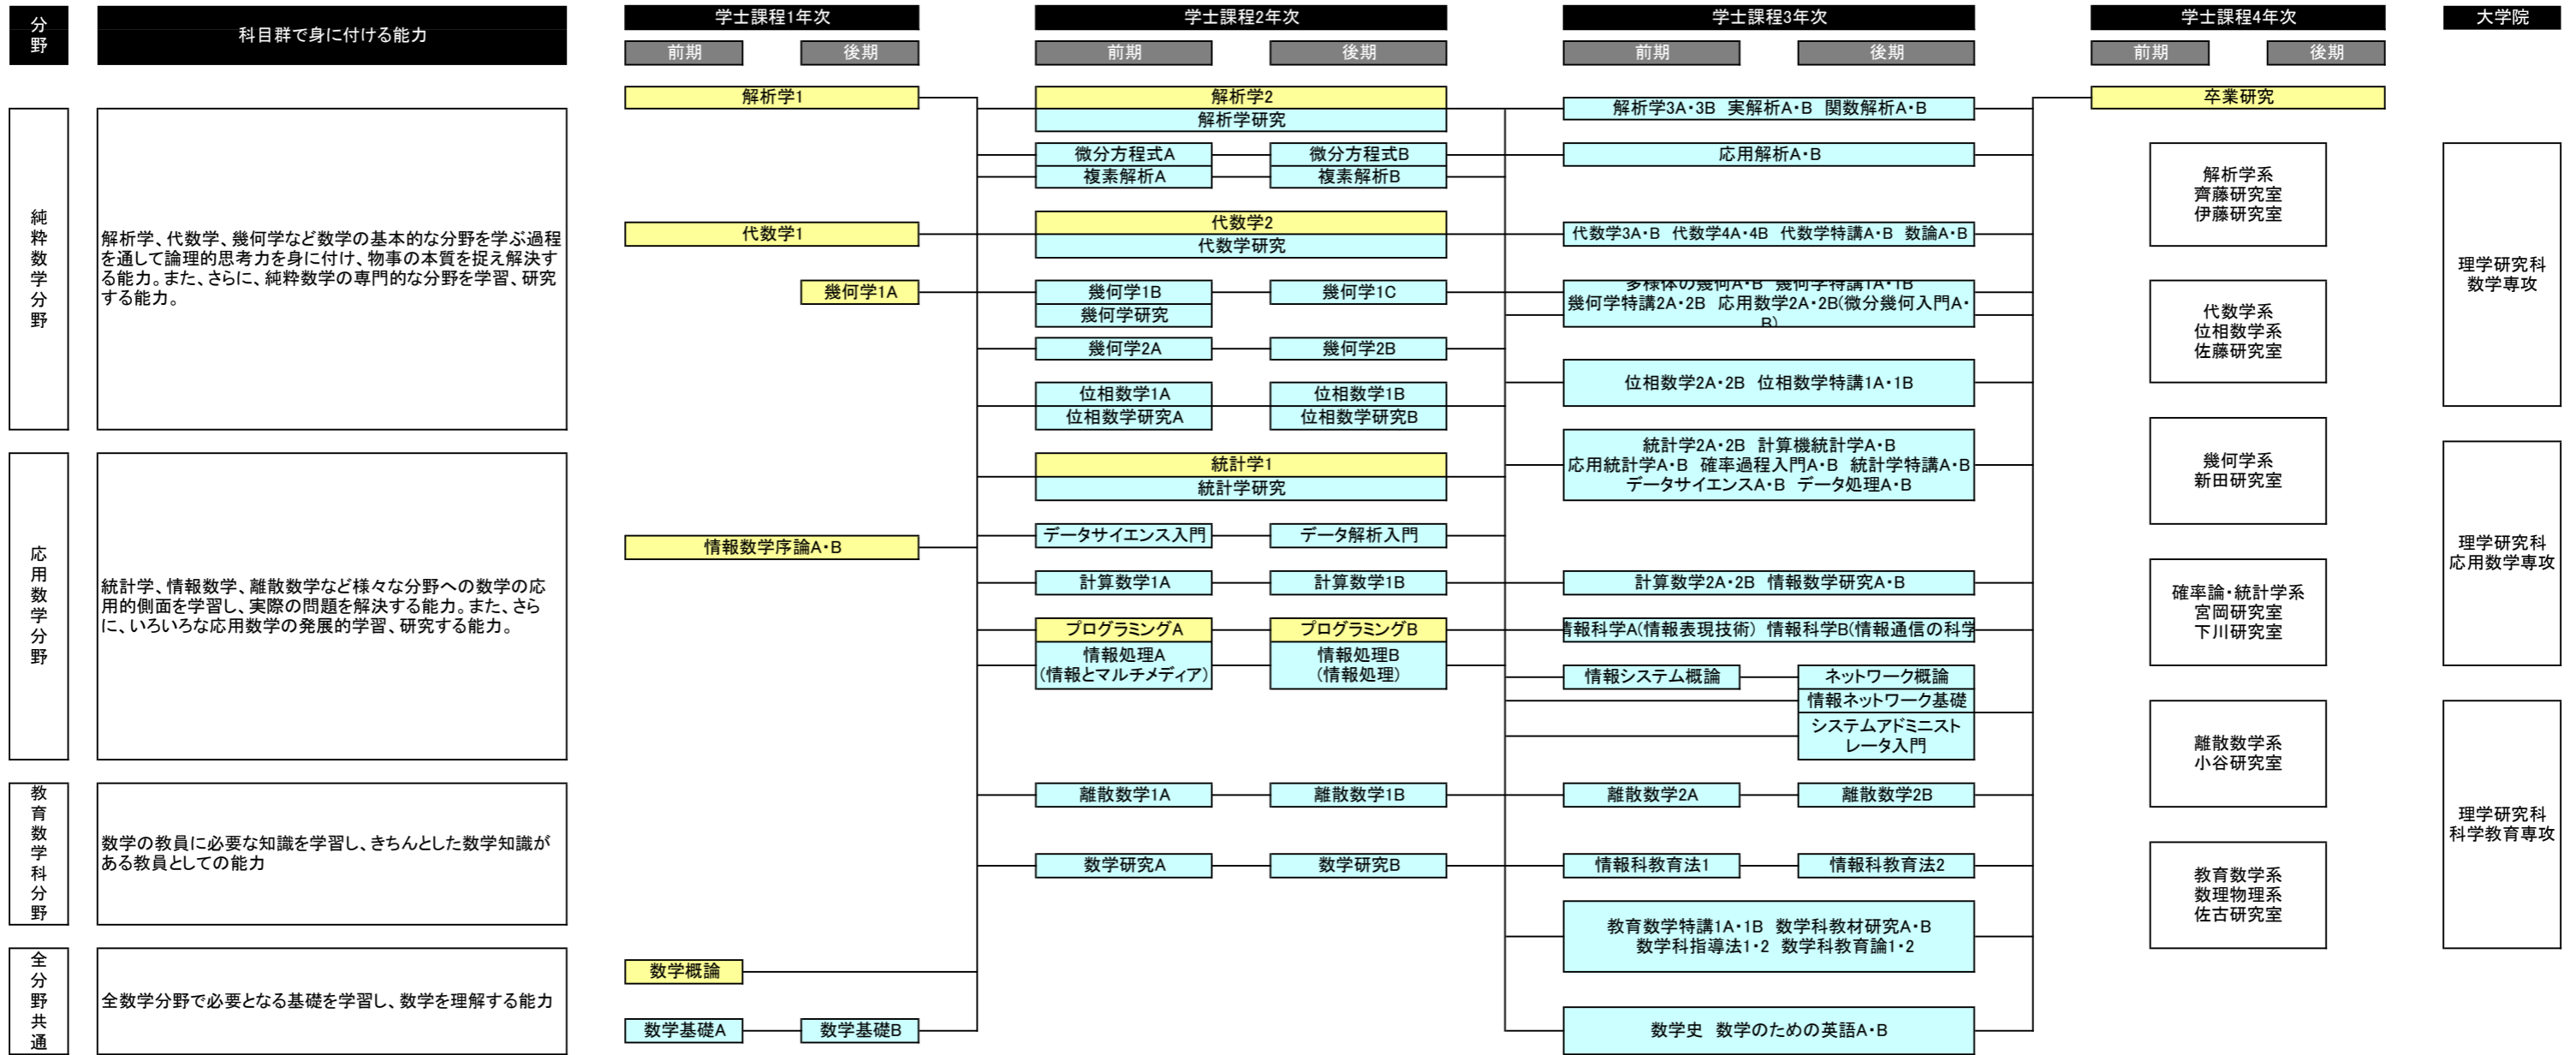 分野
科目群で身に付ける能力
学士課程1年次
学士課程2年次
学士課程3年次
学士課程4年次
大学院
前期
後期
前期
後期
前期
後期
前期
後期
純粋数学分野
解析学、代数学、幾何学など数学の基本的な分野を学ぶ過程
を通して論理的思考力を身に付け、物事の本質を捉え解決す
る能力。また、さらに、純粋数学の専門的な分野を学習、研究
する能力。
応用数学分野
統計学、情報数学、離散数学など様々な分野への数学の応
用的側面を学習し、実際の問題を解決する能力。また、さら
に、いろいろな応用数学の発展的学習、研究する能力。
教育数学科分野
数学の教員に必要な知識を学習し、きちんとした数学知識が
ある教員としての能力
全分野共通
全数学分野で必要となる基礎を学習し、数学を理解する能力
解析学1
代数学1
幾何学1A
情報数学序論A・B
数学概論
数学基礎A
数学基礎B
解析学2
解析学研究
微分方程式A
微分方程式B
複素解析A
複素解析B
代数学2
代数学研究
幾何学1B
幾何学1C
幾何学研究
幾何学2A
幾何学2B
位相数学1A
位相数学1B
位相数学研究A
位相数学研究B
統計学1
統計学研究
データサイエンス入門
データ解析入門
計算数学1A
計算数学1B
プログラミングA
プログラミングB
情報処理A
(情報とマルチメディア)
情報処理B
(情報処理)
離散数学1A
離散数学1B
数学研究A
数学研究B
解析学3A・3B 実解析A・B 関数解析A・B
応用解析A・B
代数学3A・B 代数学4A・4B 代数学特講A・B 数論A・B
多様体の幾何A・B 幾何学特講1A・1B
幾何学特講2A・2B 応用数学2A・2B(微分幾何入門A・
B)
位相数学2A・2B 位相数学特講1A・1B
統計学2A・2B 計算機統計学A・B
応用統計学A・B 確率過程入門A・B 統計学特講A・B
データサイエンスA・B データ処理A・B
計算数学2A・2B 情報数学研究A・B
情報科学A(情報表現技術) 情報科学B(情報通信の科学
情報システム概論
ネットワーク概論
情報ネットワーク基礎
システムアドミニスト
レータ入門
離散数学2A
離散数学2B
情報科教育法1
情報科教育法2
教育数学特講1A・1B 数学科教材研究A・B
数学科指導法1・2 数学科教育論1・2
数学史 数学のための英語A・B
卒業研究
解析学系
齊藤研究室
伊藤研究室
代数学系
位相数学系
佐藤研究室
幾何学系
新田研究室
確率論・統計学系
宮岡研究室
下川研究室
離散数学系
小谷研究室
教育数学系
数理物理系
佐古研究室
理学研究科
数学専攻
理学研究科
応用数学専攻
理学研究科
科学教育専攻